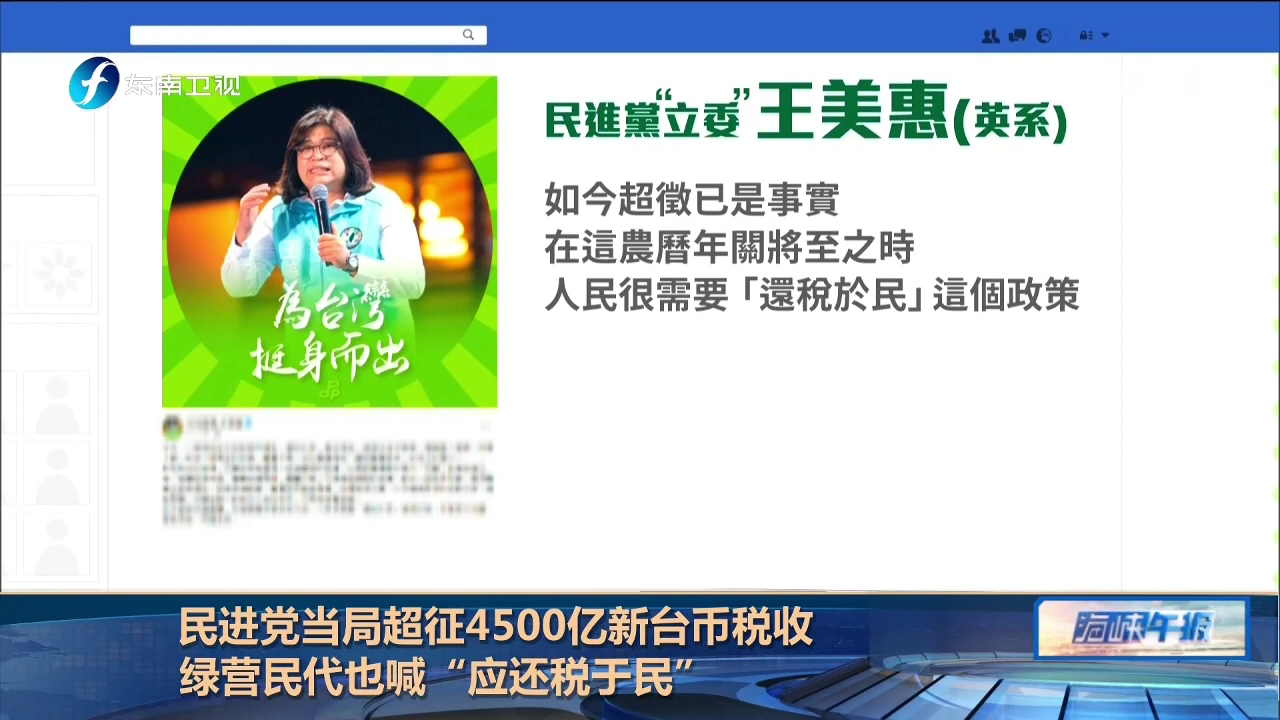 东南卫视
民進黨“立委”王美惠(英系)
如今超徵已是事實
在這農曆年關將至之時
人民很需要「還稅於民」這個政策
為台灣
挺身而出
民进党当局超征4500亿新台币税收
绿营民代也喊“应还税于民”
海峡午报